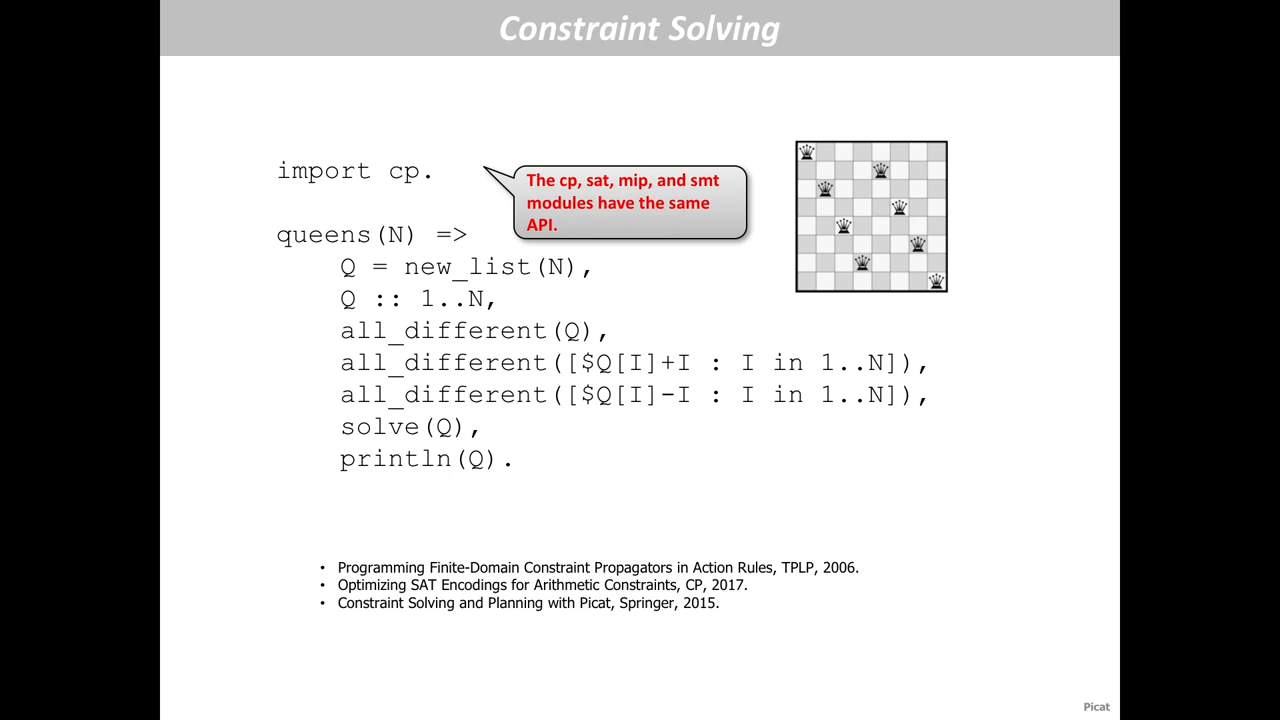 Constraint Solving
import cp.
The cp, sat, mip, and smt
modules have the same
API.
queens(N) =>
Q = new_list(N),
Q :: 1..N,
all_different(Q),
all_different([$Q[I]+I : I in 1..N]),
all_different([$Q[I]-I : I in 1..N]),
solve(Q),
println(Q).
• Programming Finite-Domain Constraint Propagators in Action Rules, TPLP, 2006.
• Optimizing SAT Encodings for Arithmetic Constraints, CP, 2017.
• Constraint Solving and Planning with Picat, Springer, 2015.
Picat